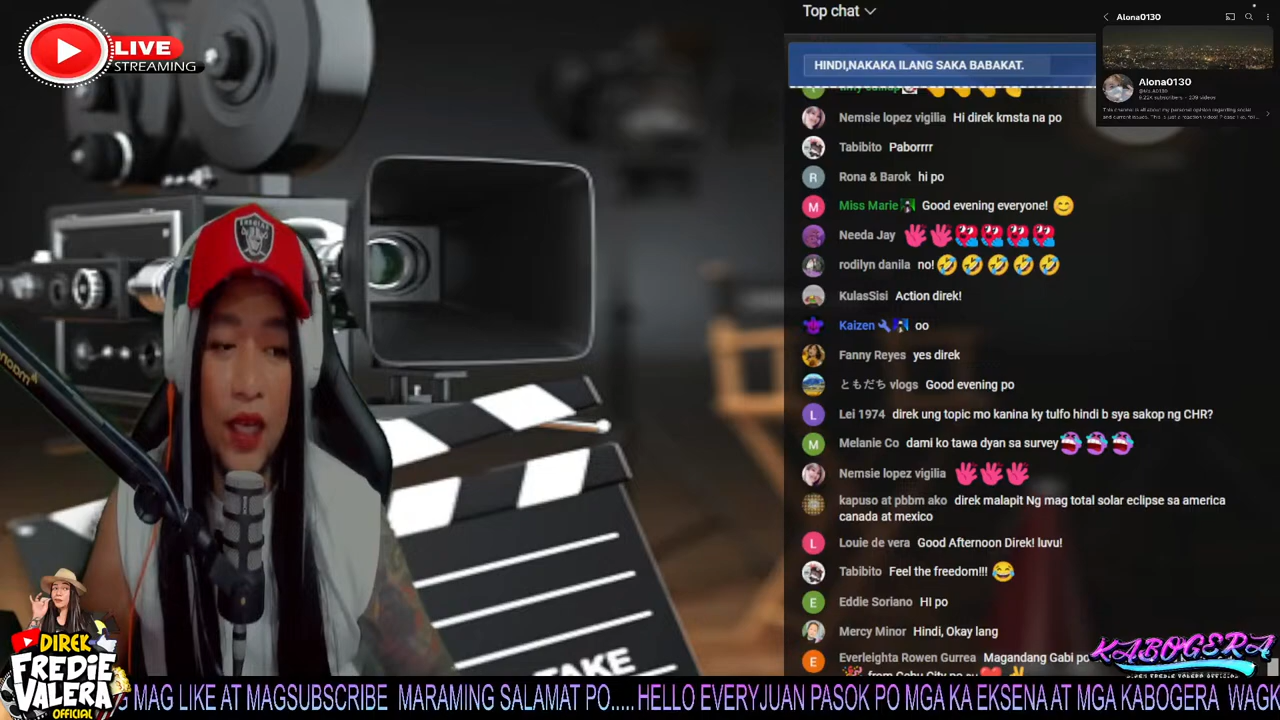 LIVE
STREAMING
RAIDERS
Top chat
Alona0130
HINDI,NAKAKA ILANG SAKA BABAKAT.
Alona0130
Nemsie lopez vigilia Hi direk kmsta na po
Tabibito Paborrrr
R Rona & Barok hi po
M Miss Marie Good evening everyone! 😊
Needa Jay
rodilyn danila no! 🤣🤣🤣🤣🤣
KulasSisi Action direk!
Kaizen oo
Fanny Reyes yes direk
ともだち vlogs Good evening po
L Lei 1974 direk ung topic mo kanina ky tulfo hindi b sya sakop ng CHR?
M Melanie Co dami ko tawa dyan sa survey
Nemsie lopez vigilia
kapuso at pbbm ako direk malapit Ng mag total solar eclipse sa america
canada at mexico
L Louie de vera Good Afternoon Direk! luvu!
Tabibito Feel the freedom!!! 😂
E Eddie Soriano HI po
Mercy Minor Hindi, Okay lang
E Everleighta Rowen Gurrea Magandang Gabi po
from Cebu City po
KABOGERA
TAKE
maono
DIREK
FREDIE
VALERA
OFFICIAL
MAG LIKE AT MAGSUBSCRIBE MARAMING SALAMAT PO.....HELLO EVERYJUAN PASOK PO MGA KA EKSENA AT MGA KABOGERA WAGK